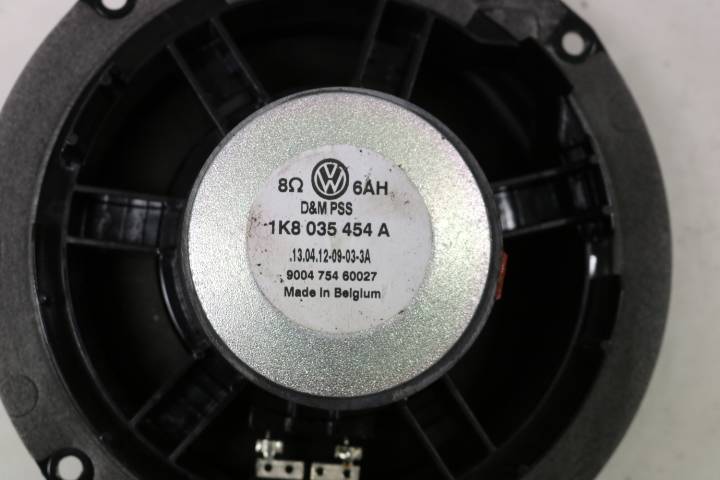 8Ω VW 6AH
D&M PSS
1K8 035 454 A
.13.04.12-09-03-3A
9004 754 60027
Made in Belgium